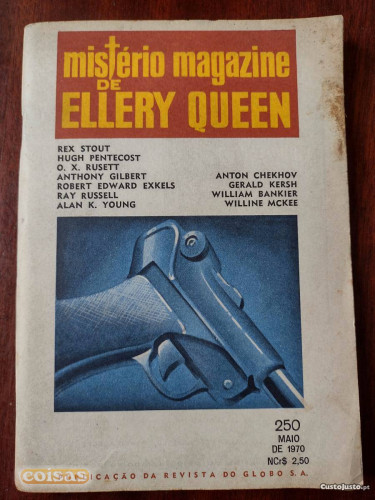 mistério magazine
DE
ELLERY QUEEN
REX STOUT
HUGH PENTECOST
O. X. RUSETT
ANTHONY GILBERT
ROBERT EDWARD EXKELS
RAY RUSSELL
ALAN K. YOUNG
ANTON CHEKHOV
GERALD KERSH
WILLIAM BANKIER
WILLINE MCKEE
250
MAIO
DE 1970
NCr$ 2,50
ICAÇÃO DA REVISTA DO GLOBO S.A.
coisas
CustoJusto.pt